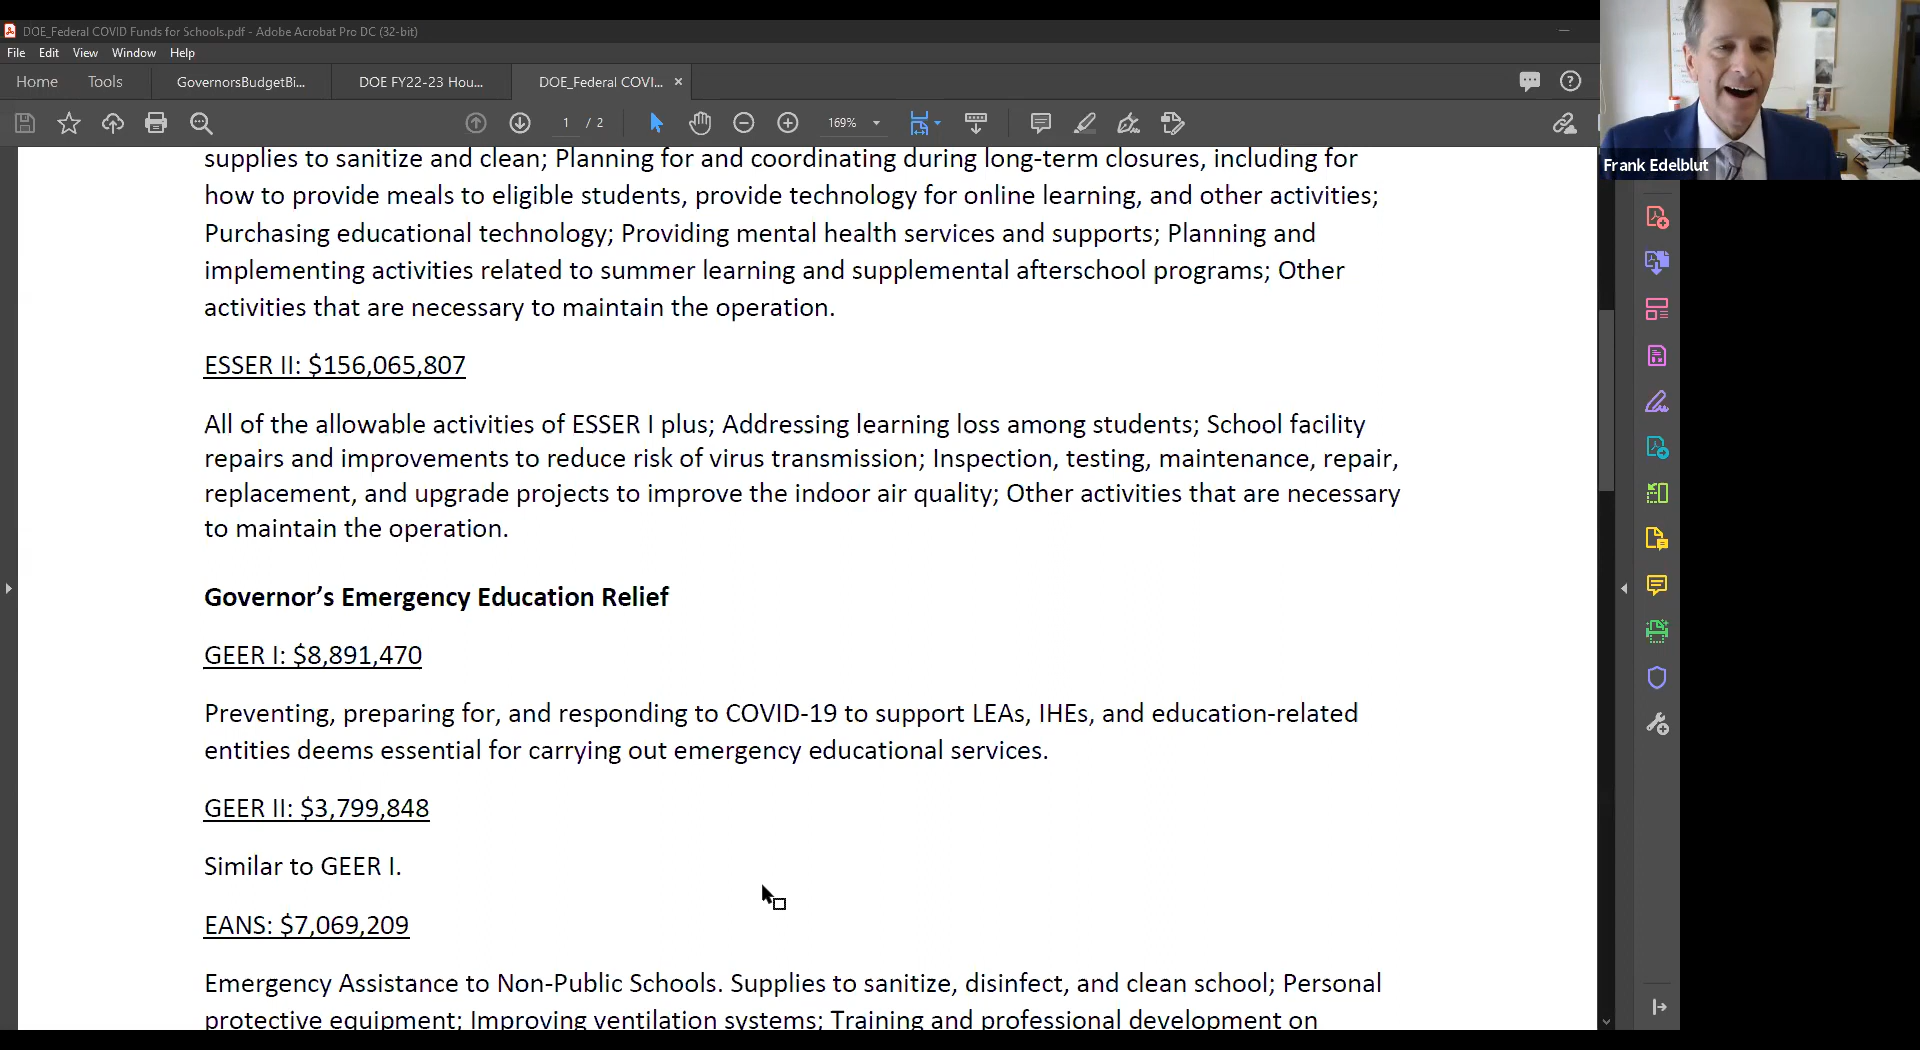 DOE_Federal COVID Funds for Schools.pdf - Adobe Acrobat Pro DC (32-bit)
File Edit View Window Help
Home Tools GovernorsBudgetBi... DOE FY22-23 Hou... DOE_Federal COVI... ×
1 / 2 169%
Frank Edelblut
supplies to sanitize and clean; Planning for and coordinating during long-term closures, including for
how to provide meals to eligible students, provide technology for online learning, and other activities;
Purchasing educational technology; Providing mental health services and supports; Planning and
implementing activities related to summer learning and supplemental afterschool programs; Other
activities that are necessary to maintain the operation.
ESSER II: $156,065,807
All of the allowable activities of ESSER I plus; Addressing learning loss among students; School facility
repairs and improvements to reduce risk of virus transmission; Inspection, testing, maintenance, repair,
replacement, and upgrade projects to improve the indoor air quality; Other activities that are necessary
to maintain the operation.
Governor’s Emergency Education Relief
GEER I: $8,891,470
Preventing, preparing for, and responding to COVID-19 to support LEAs, IHEs, and education-related
entities deems essential for carrying out emergency educational services.
GEER II: $3,799,848
Similar to GEER I.
EANS: $7,069,209
Emergency Assistance to Non-Public Schools. Supplies to sanitize, disinfect, and clean school; Personal
protective equipment; Improving ventilation systems; Training and professional development on